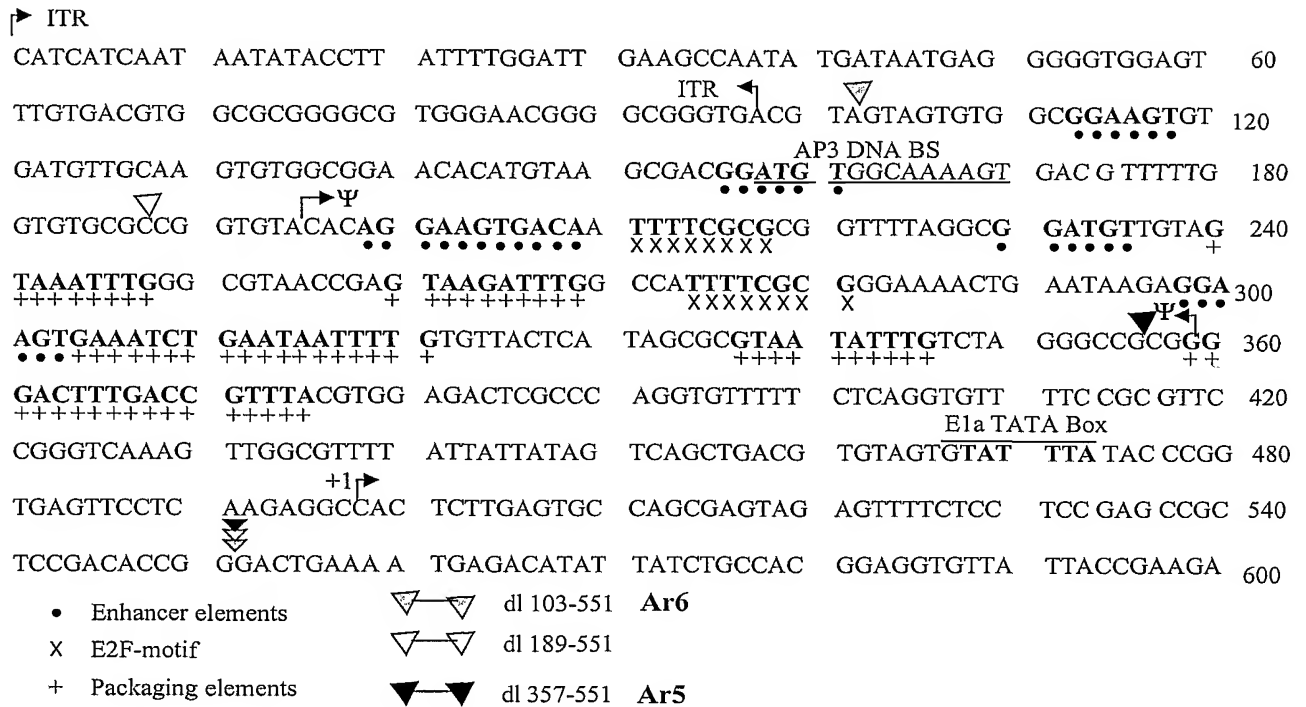 ITR
CATCATCAAT AATATACCTT ATTTTGGATT GAAGCCAATA TGATAATGAG GGGGTGGAGT 60
ITR
TTGTGACGTG GCGCGGGGCG TGGGAACGGG GCGGGTGACG TAGTAGTGTG GCGGAAGTGT 120
AP3 DNA BS
GATGTTGCAA GTGTGGCGGA ACACATGTAA GCGACGGATG TGGCAAAAGT GAC G TTTTTG 180
Ψ
GTGTGCGCCG GTGTACACAG GAAGTGACAA TTTTCGCGCG GTTTTAGGCG GATGTTGTAG 240
XXXXXXXX +
TAAATTTGGG CGTAACCGAG TAAGATTTGG CCATTTTCGC GGGAAAACTG AATAAGAGGA 300
++++++++ + +++++++++ XXXXXXX X
Ψ
AGTGAAATCT GAATAATTTT GTGTTACTCA TAGCGCGTAA TATTTGTCTA GGGCCGCGGG 360
+++++++ ++++++++++ + ++++ ++++++ ++
GACTTTGACC GTTTACGTGG AGACTCGCCC AGGTGTTTTT CTCAGGTGTT TTC CGC GTTC 420
++++++++++ +++++
E1a TATA Box
CGGGTCAAAG TTGGCGTTTT ATTATTATAG TCAGCTGACG TGTAGTGTAT TTA TAC CCGG 480
+1
TGAGTTCCTC AAGAGGCCAC TCTTGAGTGC CAGCGAGTAG AGTTTTCTCC TCC GAG CCGC 540
TCCGACACCG GGACTGAAAA A TGAGACATATT TATCTGCCAC GGAGGTGTTA TTACCGAAGA 600
• Enhancer elements
X E2F-motif
+ Packaging elements
dl 103-551 Ar6
dl 189-551
dl 357-551 Ar5